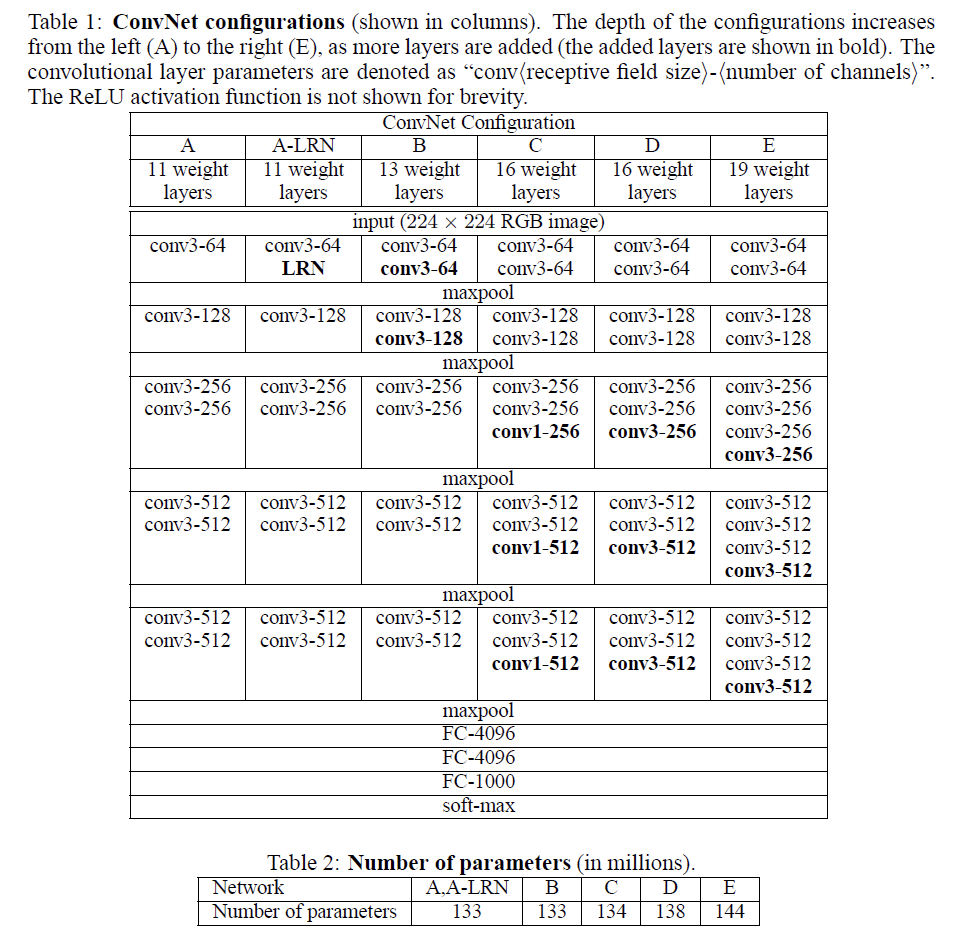 Table 1: ConvNet configurations (shown in columns). The depth of the configurations increases
from the left (A) to the right (E), as more layers are added (the added layers are shown in bold). The
convolutional layer parameters are denoted as “conv⟨receptive field size⟩-⟨number of channels⟩”.
The ReLU activation function is not shown for brevity.
ConvNet Configuration
A A-LRN B C D E
11 weight 11 weight 13 weight 16 weight 16 weight 19 weight
layers layers layers layers layers layers
input (224 × 224 RGB image)
conv3-64 conv3-64 conv3-64 conv3-64 conv3-64 conv3-64
LRN conv3-64 conv3-64 conv3-64 conv3-64
maxpool
conv3-128 conv3-128 conv3-128 conv3-128 conv3-128 conv3-128
conv3-128 conv3-128 conv3-128 conv3-128
maxpool
conv3-256 conv3-256 conv3-256 conv3-256 conv3-256 conv3-256
conv3-256 conv3-256 conv3-256 conv3-256 conv3-256 conv3-256
conv1-256 conv3-256 conv3-256
conv3-256
maxpool
conv3-512 conv3-512 conv3-512 conv3-512 conv3-512 conv3-512
conv3-512 conv3-512 conv3-512 conv3-512 conv3-512 conv3-512
conv1-512 conv3-512 conv3-512
conv3-512
maxpool
conv3-512 conv3-512 conv3-512 conv3-512 conv3-512 conv3-512
conv3-512 conv3-512 conv3-512 conv3-512 conv3-512 conv3-512
conv1-512 conv3-512 conv3-512
conv3-512
maxpool
FC-4096
FC-4096
FC-1000
soft-max
Table 2: Number of parameters (in millions).
Network A,A-LRN B C D E
Number of parameters 133 133 134 138 144